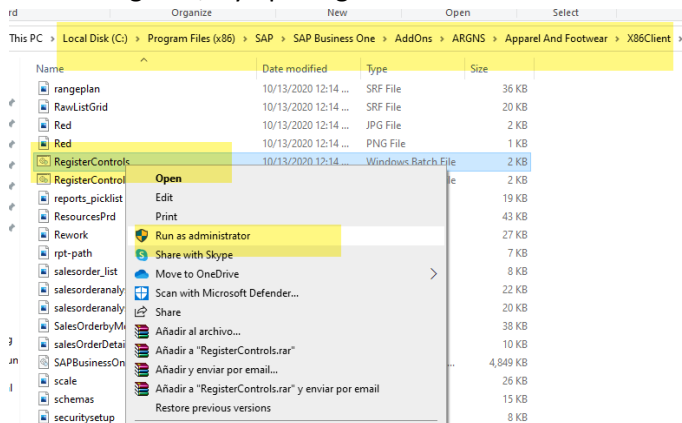 Organize New Open Select
This PC > Local Disk (C:) > Program Files (x86) > SAP > SAP Business One > AddOns > ARGNS > Apparel And Footwear > X86Client >
Name Date modified Type Size
rangeplan 10/13/2020 12:14 ... SRF File 36 KB
RawListGrid 10/13/2020 12:14 ... SRF File 20 KB
Red 10/13/2020 12:14 ... JPG File 2 KB
Red 10/13/2020 12:14 ... PNG File 1 KB
RegisterControls 10/13/2020 12:14 ... Windows Batch File 2 KB
RegisterControl 2 KB
Open
reports_picklist 19 KB
Edit
ResourcesPrd 43 KB
Print
Rework 27 KB
Run as administrator
rpt-path 7 KB
Share with Skype
salesorder_list 8 KB
Move to OneDrive >
salesorderanaly 22 KB
Scan with Microsoft Defender...
salesorderanaly 20 KB
Share
SalesOrderbyM 38 KB
Añadir al archivo...
salesOrderDetai 10 KB
Añadir a "RegisterControls.rar"
SAPBusinessOn ... 4,849 KB
Añadir y enviar por email...
scale 26 KB
Añadir a "RegisterControls.rar" y enviar por email
schemas 15 KB
Restore previous versions
securitysetup 8 KB